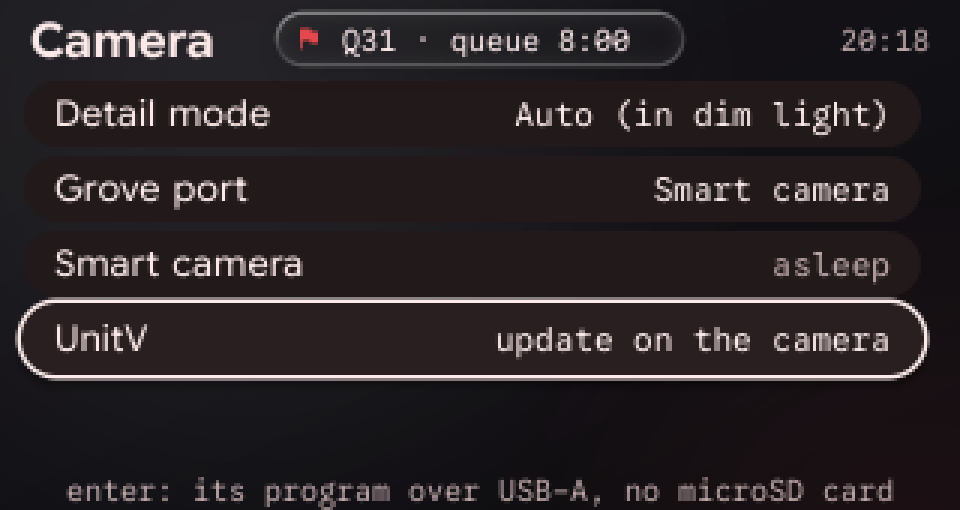 Camera
Q31 · queue 8:00
20:18
Detail mode
Auto (in dim light)
Grove port
Smart camera
Smart camera
asleep
UnitV
update on the camera
enter: its program over USB-A, no microSD card